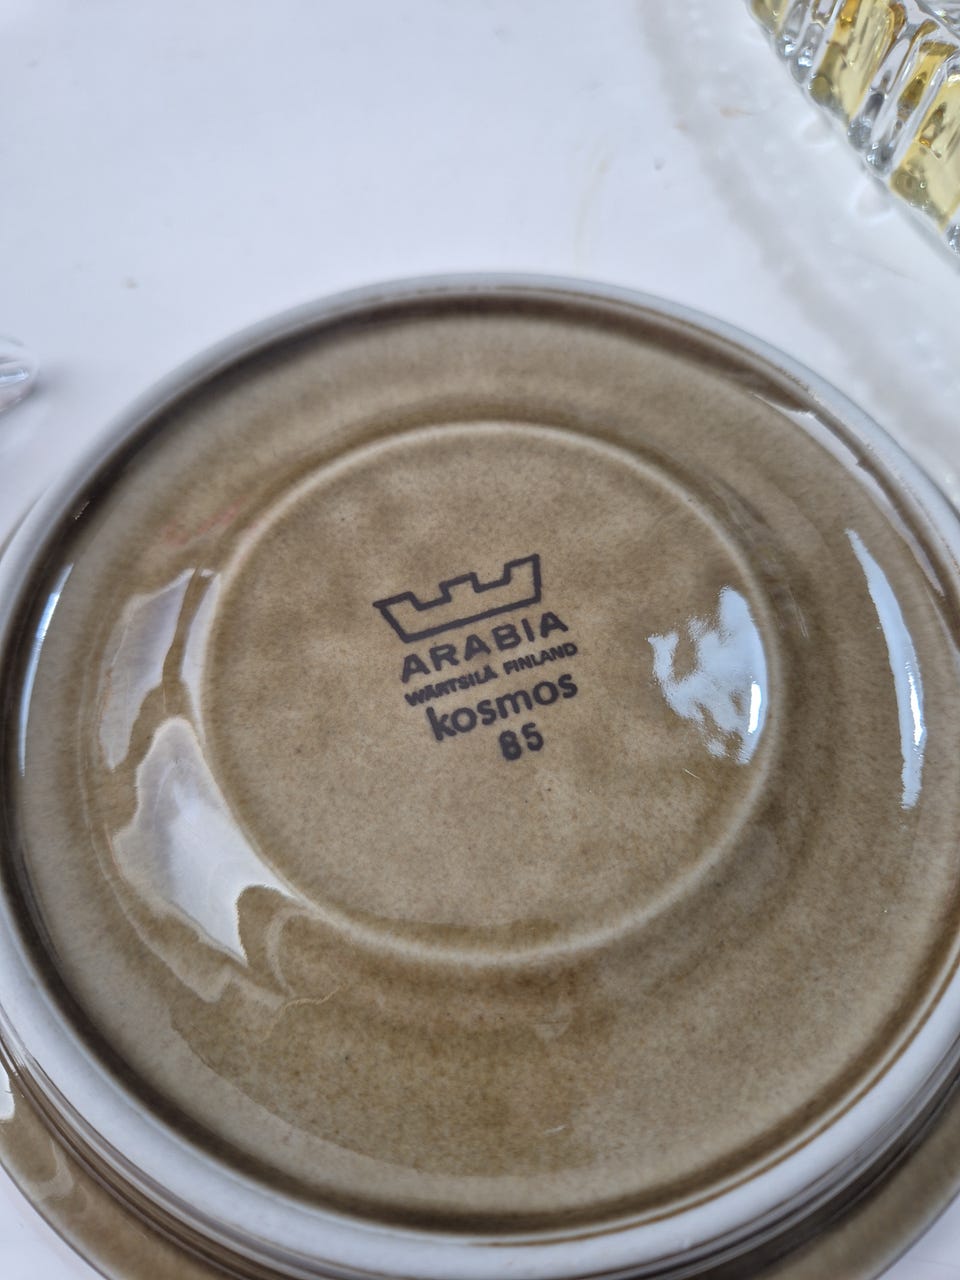 ARABIA
WÄRTSILÄ FINLAND
kosmos
85